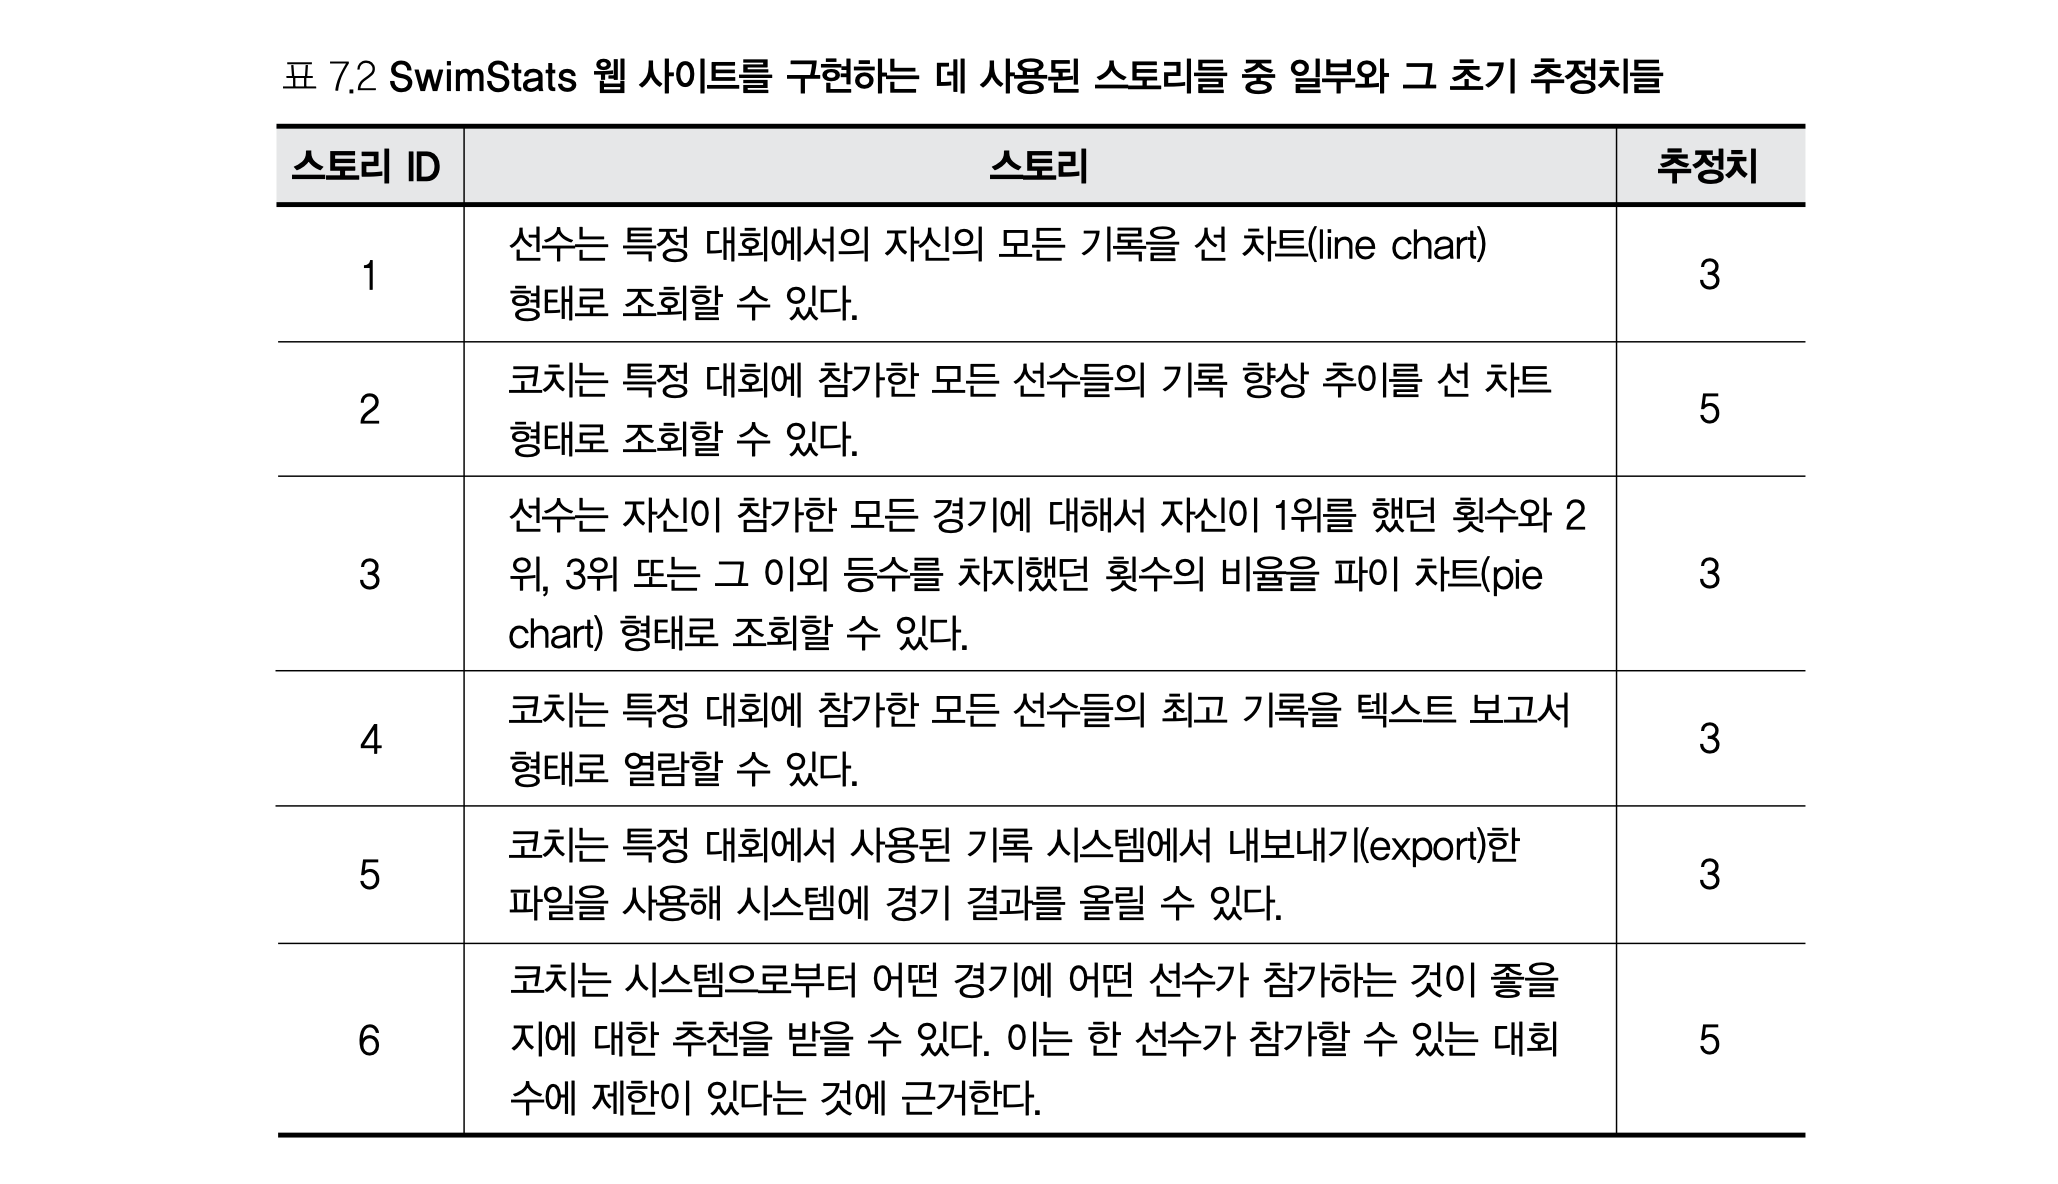 표 7.2 SwimStats 웹 사이트를 구현하는 데 사용된 스토리들 중 일부와 그 초기 추정치들
스토리 ID 스토리 추정치
1 선수는 특정 대회에서의 자신의 모든 기록을 선 차트(line chart)
형태로 조회할 수 있다. 3
2 코치는 특정 대회에 참가한 모든 선수들의 기록 향상 추이를 선 차트
형태로 조회할 수 있다. 5
선수는 자신이 참가한 모든 경기에 대해서 자신이 1위를 했던 횟수와 2
3 위, 3위 또는 그 이외 등수를 차지했던 횟수의 비율을 파이 차트(pie 3
chart) 형태로 조회할 수 있다.
4 코치는 특정 대회에 참가한 모든 선수들의 최고 기록을 텍스트 보고서
형태로 열람할 수 있다. 3
5 코치는 특정 대회에서 사용된 기록 시스템에서 내보내기(export)한
파일을 사용해 시스템에 경기 결과를 올릴 수 있다. 3
코치는 시스템으로부터 어떤 경기에 어떤 선수가 참가하는 것이 좋을
6 지에 대한 추천을 받을 수 있다. 이는 한 선수가 참가할 수 있는 대회 5
수에 제한이 있다는 것에 근거한다.